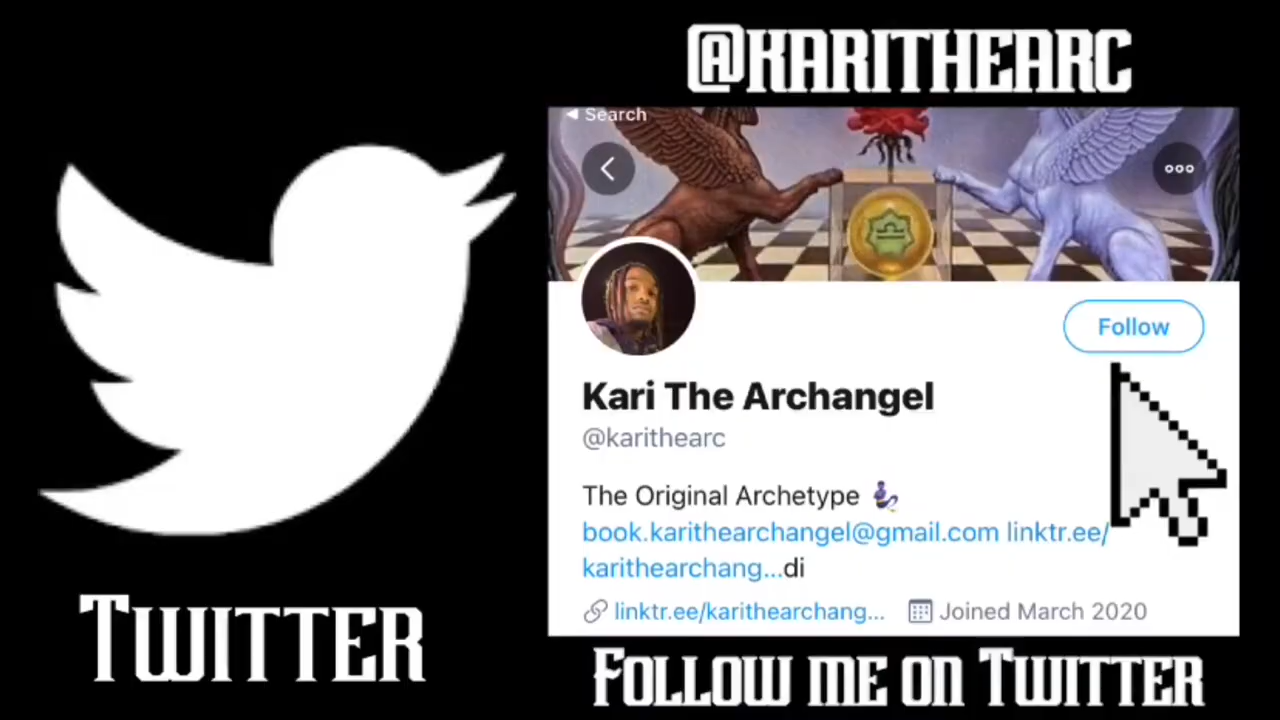 @KARITHEARC
◂ Search
Follow
Kari The Archangel
@karithearc
The Original Archetype 🧞‍♂️
book.karithearchangel@gmail.com linktr.ee/
karithearchang...di
linktr.ee/karithearchang...
Joined March 2020
TWITTER
FOLLOW ME ON TWITTER